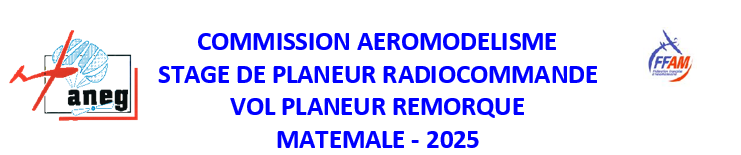 COMMISSION AEROMODELISME
STAGE DE PLANEUR RADIOCOMMANDE
VOL PLANEUR REMORQUE
MATEMALE - 2025
aneg
FFAM